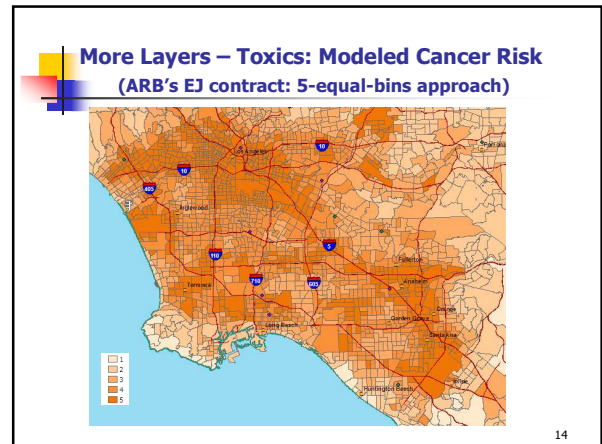 More Layers – Toxics: Modeled Cancer Risk
(ARB's EJ contract: 5-equal-bins approach)
Los Angeles
10
10
405
Inglewood
5
110
Fullerton
710
605
Torrance
Anaheim
Orange
Garden Grove
Santa Ana
Long Beach
Irvine
Huntington Beach
1
2
3
4
5
14